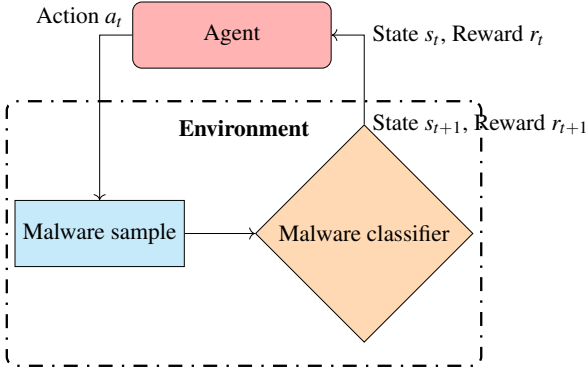 Action a_t
Agent
State s_t, Reward r_t
Environment
State s_{t+1}, Reward r_{t+1}
Malware sample
Malware classifier